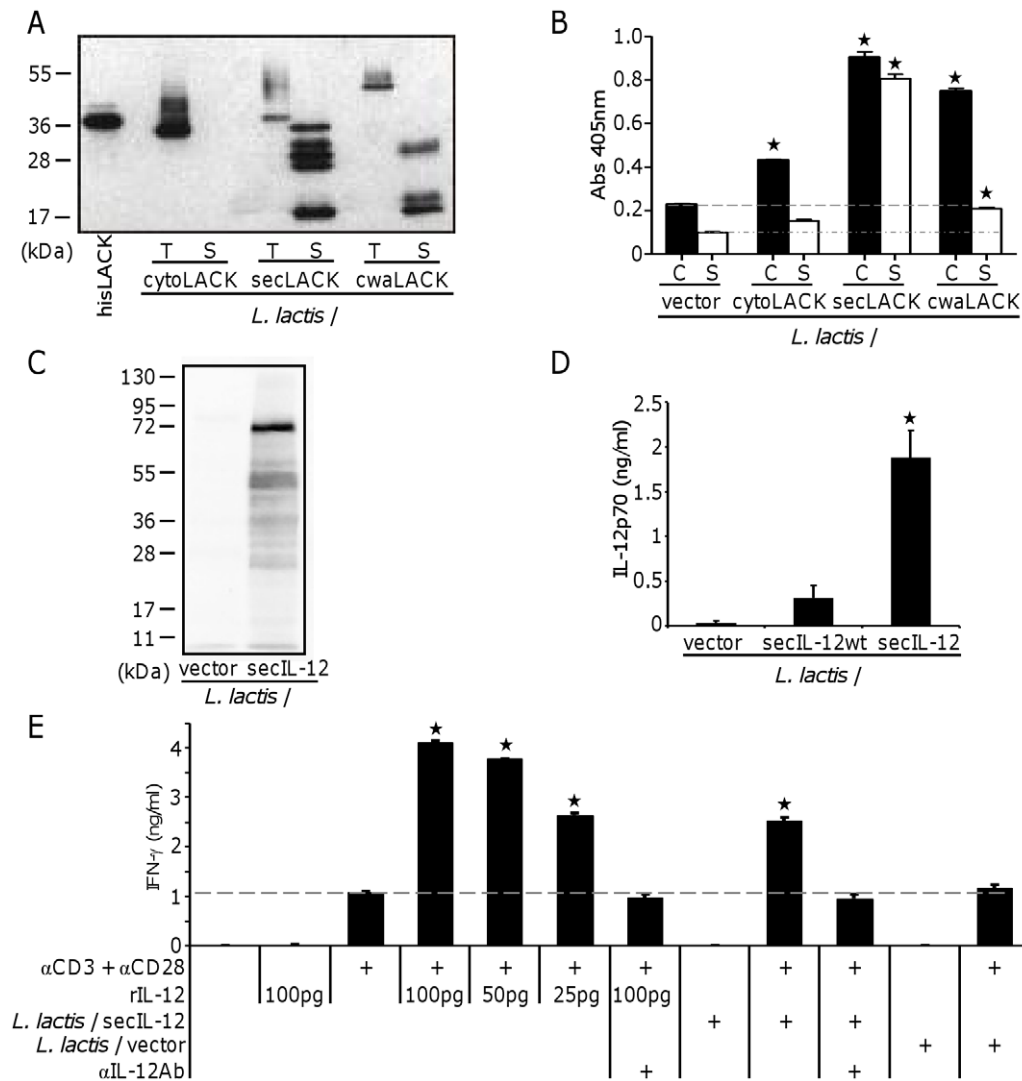 A
55
36
28
17
(kDa)
hisLACK
T S T S T S
cytoLACK secLACK cwaLACK
L. lactis /
B
Abs 405nm
1.0
0.8
0.6
0.4
0.2
0
★ ★ ★ ★ ★
C S C S C S C S
vector cytoLACK secLACK cwaLACK
L. lactis /
C
130
95
72
55
36
28
17
11
(kDa)
vector secIL-12
L. lactis /
D
IL-12p70 (ng/ml)
2.5
2
1.5
1
0.5
0
★
vector secIL-12wt secIL-12
L. lactis /
E
IFN-γ (ng/ml)
4
3
2
1
0
★ ★ ★ ★
αCD3 + αCD28 + + + + + + + +
rIL-12 100pg 100pg 50pg 25pg 100pg
L. lactis / secIL-12 + + +
L. lactis / vector + +
αIL-12Ab + +